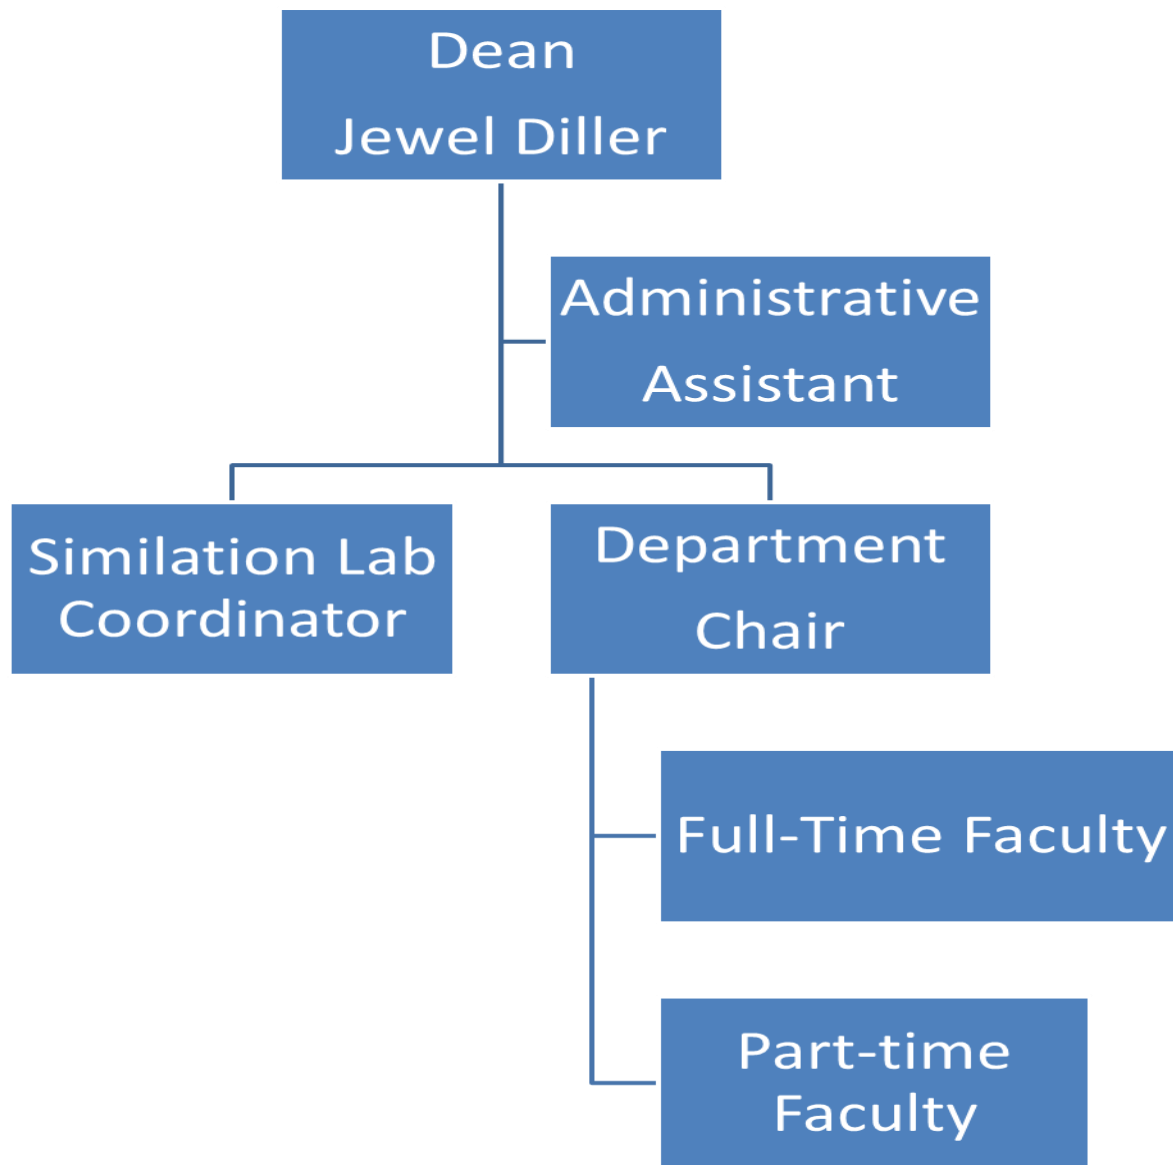 Dean
Jewel Diller
Administrative
Assistant
Similation Lab
Coordinator
Department
Chair
Full-Time Faculty
Part-time
Faculty